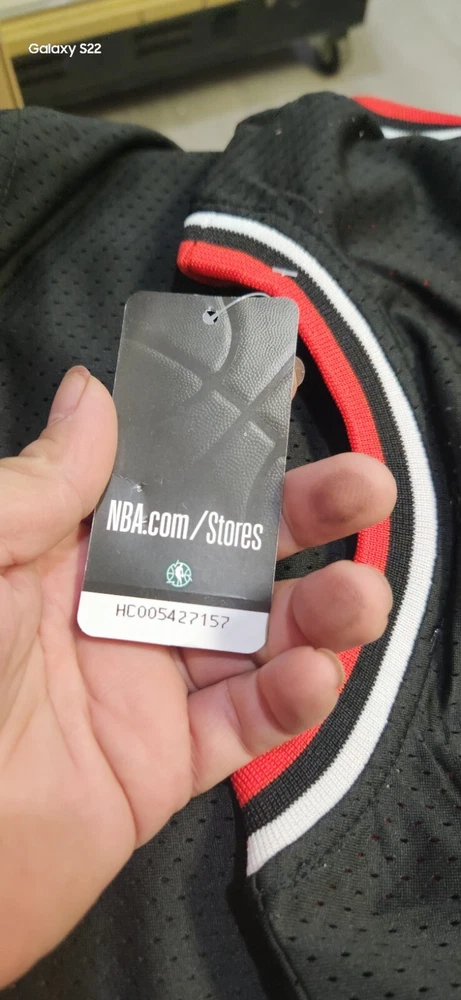 Galaxy S22
NBA.com/Stores
HC005427157